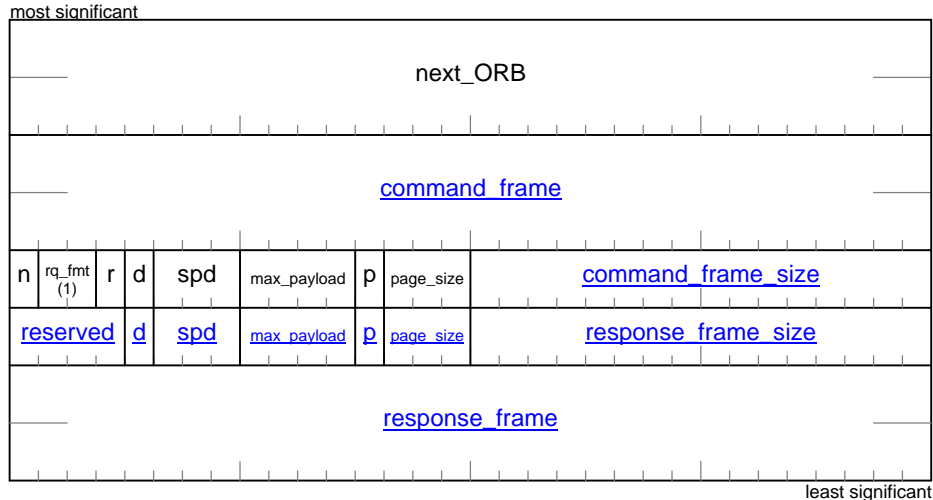 most significant
next_ORB
command_frame
n rq_fmt (1) r d spd max_payload p page_size command_frame_size
reserved d spd max_payload p page_size response_frame_size
response_frame
least significant